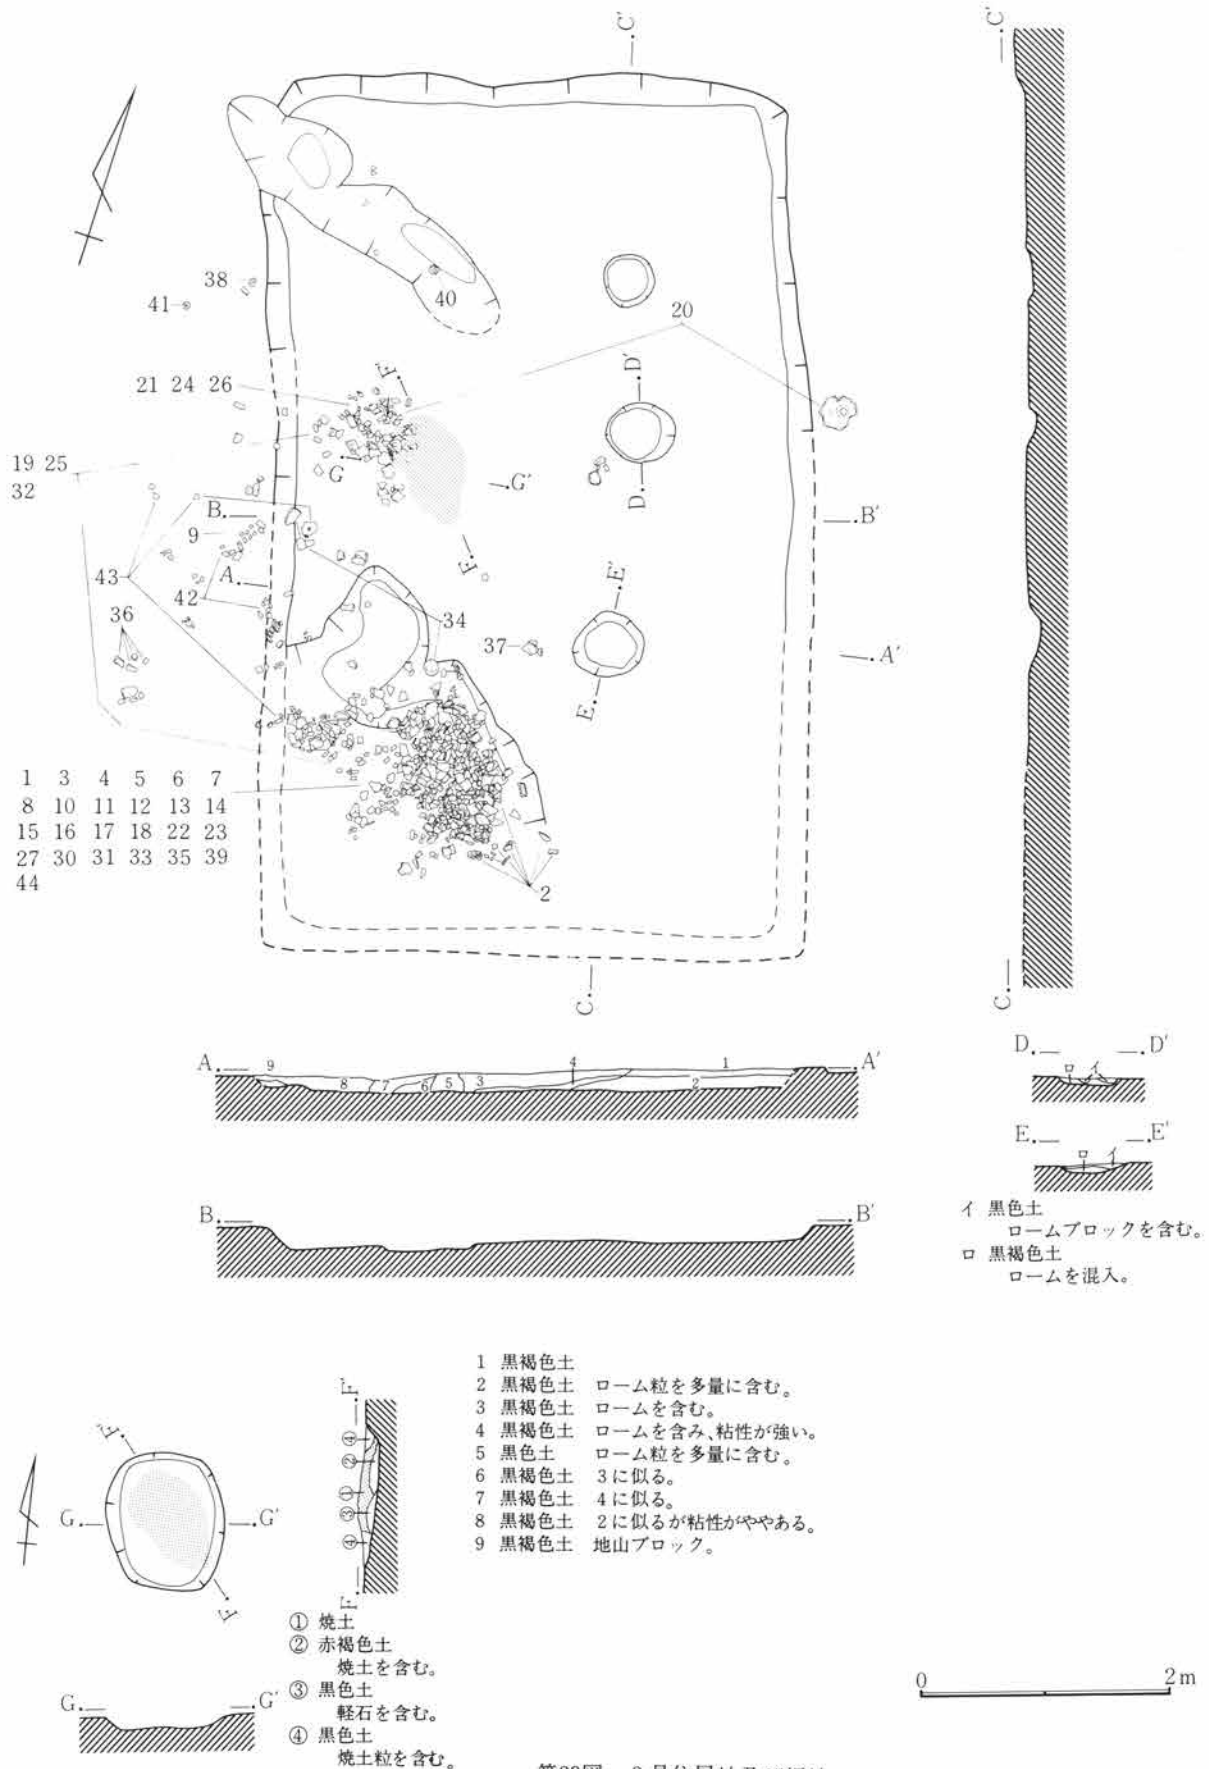 C'
C'
38
41
40
20
D'
21 24 26
F'
G
G'
D
19 25
32
B
B'
9
F
E'
43
A
42
36
34
37
A'
E
1 3 4 5 6 7
8 10 11 12 13 14
15 16 17 18 22 23
27 30 31 33 35 39
44
2
C
C
A 9 8 7 6 5 3 4 2 1 A'
D D'
ロ イ
E E'
ロ イ
B B'
イ 黒色土
ロームブロックを含む。
ロ 黒褐色土
ロームを混入。
1 黒褐色土
2 黒褐色土 ローム粒を多量に含む。
3 黒褐色土 ロームを含む。
4 黒褐色土 ロームを含み、粘性が強い。
5 黒色土 ローム粒を多量に含む。
6 黒褐色土 3に似る。
7 黒褐色土 4に似る。
8 黒褐色土 2に似るが粘性がややある。
9 黒褐色土 地山ブロック。
F'
G G'
F
F'
④
②
①
③
④
F
① 焼土
② 赤褐色土
焼土を含む。
③ 黒色土
軽石を含む。
④ 黒色土
焼土粒を含む。
G G'
0 2m